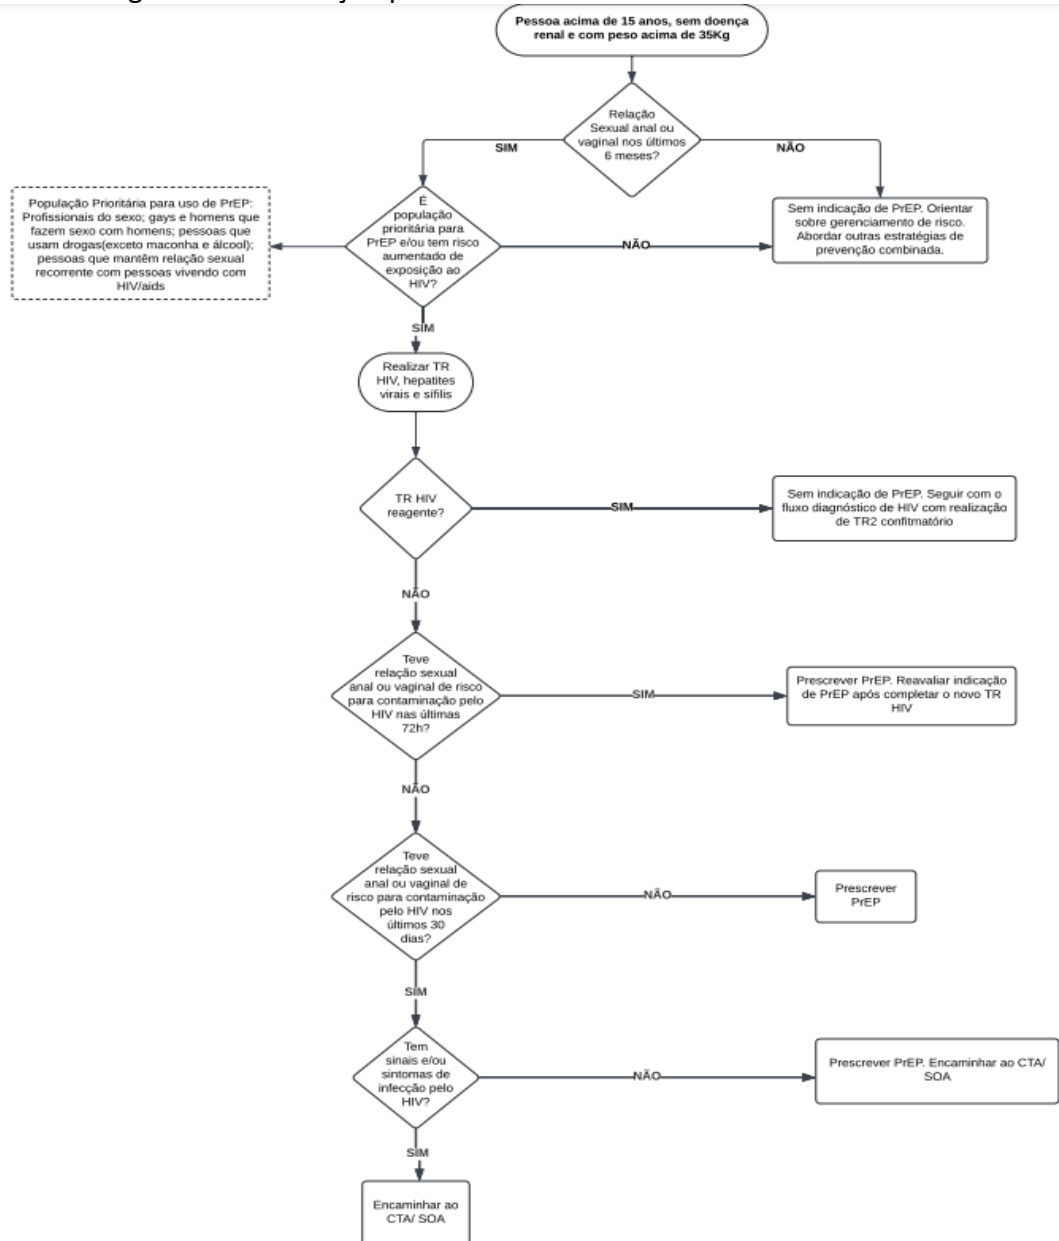 Pessoa acima de 15 anos, sem doença
renal e com peso acima de 35Kg
Relação
Sexual anal ou
vaginal nos últimos
6 meses?
SIM
NÃO
População Prioritária para uso de PrEP:
Profissionais do sexo; gays e homens que
fazem sexo com homens; pessoas que
usam drogas(exceto maconha e álcool);
pessoas que mantêm relação sexual
recorrente com pessoas vivendo com
HIV/aids
É
população
prioritária para
PrEP e/ou tem risco
aumentado de
exposição ao
HIV?
NÃO
Sem indicação de PrEP. Orientar
sobre gerenciamento de risco.
Abordar outras estratégias de
prevenção combinada.
SIM
Realizar TR
HIV, hepatites
virais e sífilis
TR HIV
reagente?
SIM
Sem indicação de PrEP. Seguir com o
fluxo diagnóstico de HIV com realização
de TR2 confitmatório
NÃO
Teve
relação sexual
anal ou vaginal de risco
para contaminação pelo
HIV nas últimas
72h?
SIM
Prescrever PrEP. Reavaliar indicação
de PrEP após completar o novo TR
HIV
NÃO
Teve
relação sexual
anal ou vaginal de
risco para contaminação
pelo HIV nos
últimos 30
dias?
NÃO
Prescrever
PrEP
SIM
Tem
sinais e/ou
sintomas de
infecção pelo
HIV?
NÃO
Prescrever PrEP. Encaminhar ao CTA/
SOA
SIM
Encaminhar ao
CTA/ SOA